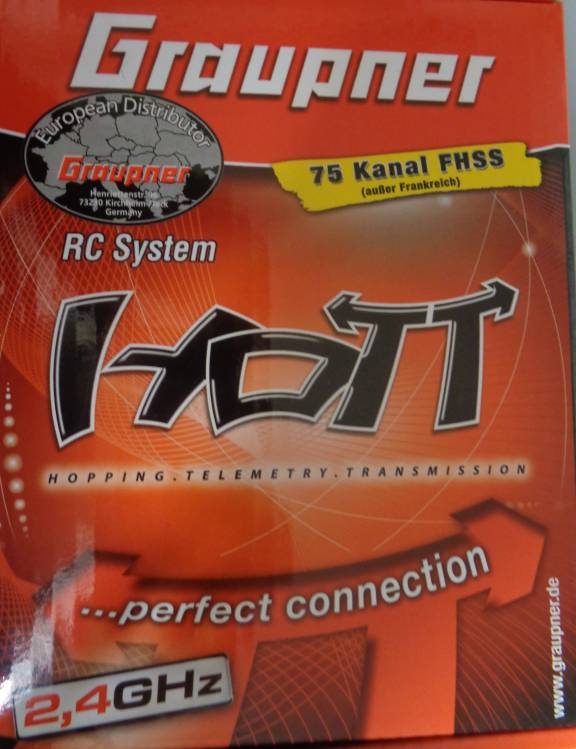 Graupner
European Distributor
Graupner
Henriettenstr. 96
73230 Kirchheim/Teck
Germany
75 Kanal FHSS
(außer Frankreich)
RC System
HOTT
HOPPING.TELEMETRY.TRANSMISSION
...perfect connection
2,4GHz
www.graupner.de